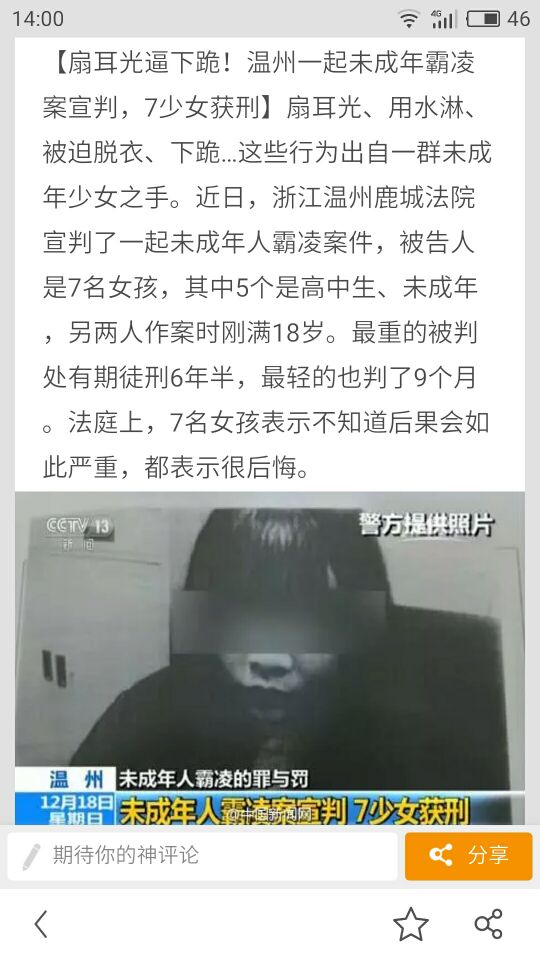 14:00
4G
46
【扇耳光逼下跪！温州一起未成年霸凌
案宣判，7少女获刑】扇耳光、用水淋、
被迫脱衣、下跪…这些行为出自一群未成
年少女之手。近日，浙江温州鹿城法院
宣判了一起未成年人霸凌案件，被告人
是7名女孩，其中5个是高中生、未成年
，另两人作案时刚满18岁。最重的被判
处有期徒刑6年半，最轻的也判了9个月
。法庭上，7名女孩表示不知道后果会如
此严重，都表示很后悔。
CCTV 13
新闻
警方提供照片
温州 未成年人霸凌的罪与罚
12月18日
星期日
未成年人霸凌案宣判 7少女获刑
@中国新闻网
期待你的神评论
分享